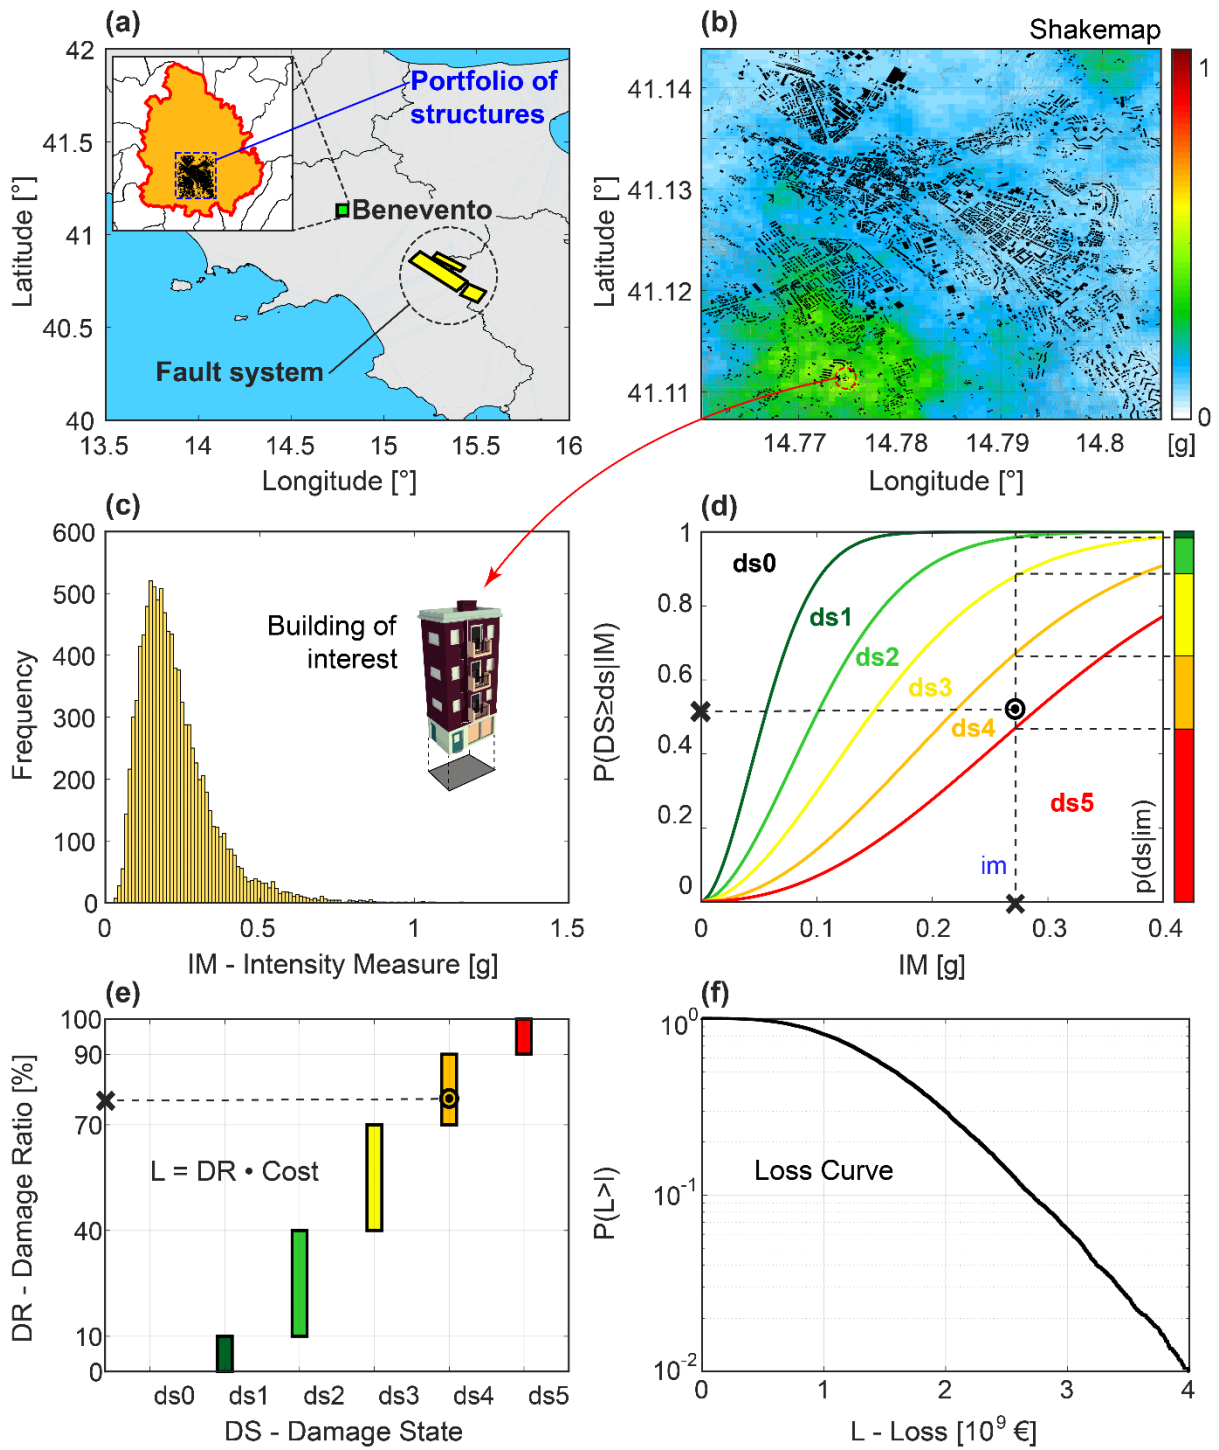 (a)
42
41.5
41
40.5
40
Latitude [°]
Portfolio of
structures
Benevento
Fault system
13.5
14
14.5
15
15.5
16
Longitude [°]
(b)
Shakemap
41.14
41.13
41.12
41.11
Latitude [°]
1
0
[g]
14.77
14.78
14.79
14.8
Longitude [°]
(c)
600
500
400
300
200
100
0
Frequency
Building of
interest
0
0.5
1
1.5
IM - Intensity Measure [g]
(d)
1
0.8
0.6
0.4
0.2
0
P(DS≥ds|IM)
ds0
ds1
ds2
ds3
ds4
ds5
im
p(ds|im)
0
0.1
0.2
0.3
0.4
IM [g]
(e)
100
90
70
40
10
0
DR - Damage Ratio [%]
L = DR • Cost
ds0
ds1
ds2
ds3
ds4
ds5
DS - Damage State
(f)
10⁰
10⁻¹
10⁻²
P(L>l)
Loss Curve
0
1
2
3
4
L - Loss [10⁹ €]